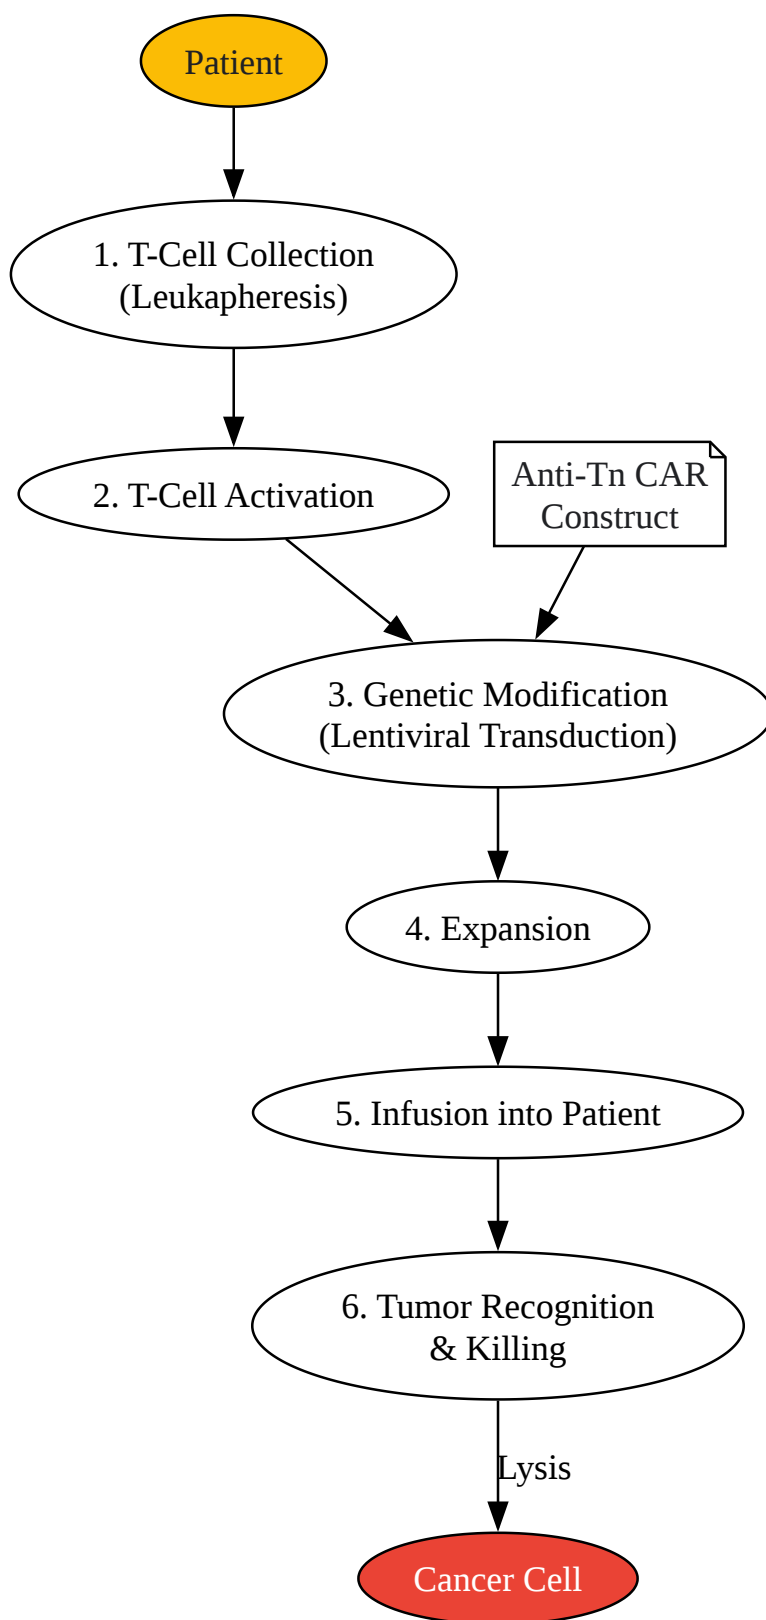 Patient
1. T-Cell Collection
(Leukapheresis)
2. T-Cell Activation
Anti-Tn CAR
Construct
3. Genetic Modification
(Lentiviral Transduction)
4. Expansion
5. Infusion into Patient
6. Tumor Recognition
& Killing
Lysis
Cancer Cell